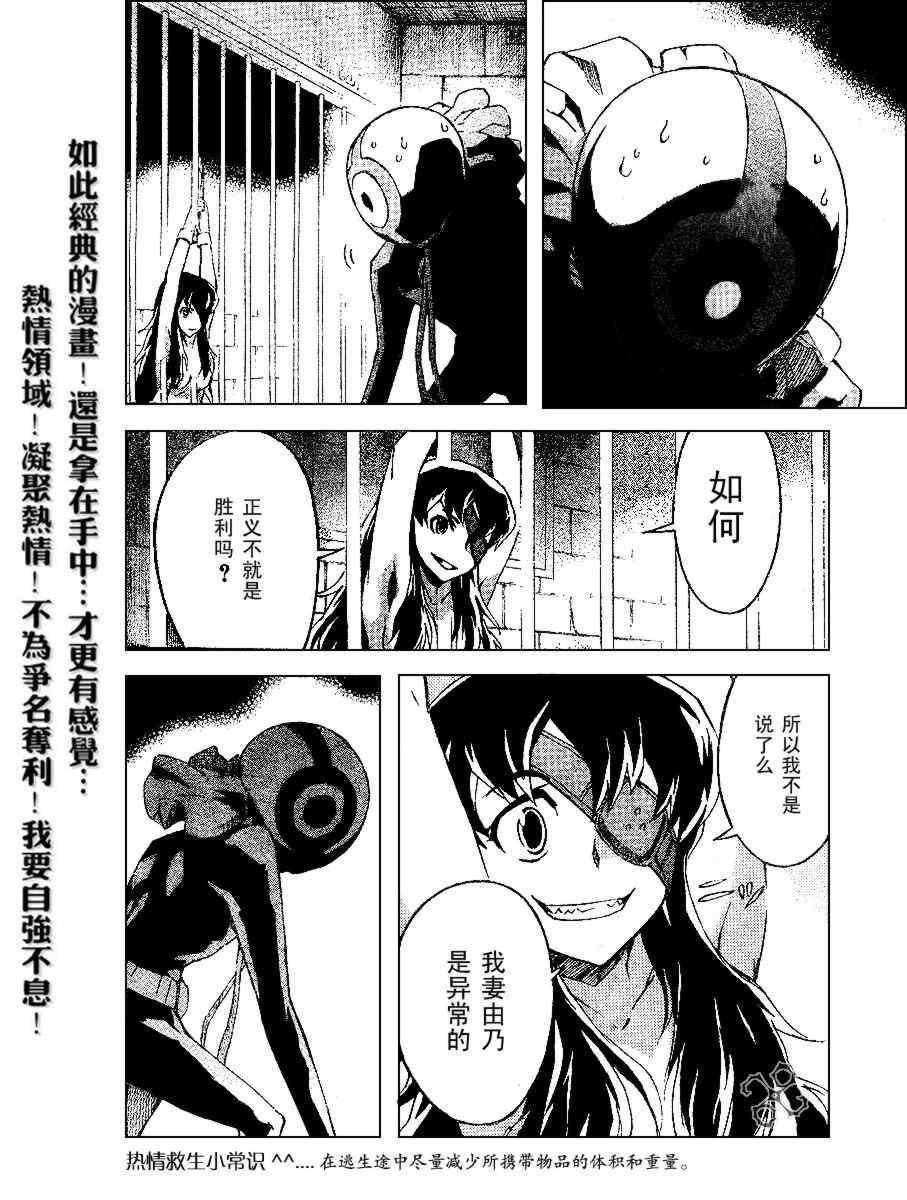 如何
正义不就是
胜利吗？
所以我不是
说了么
我妻由乃
是异常的
如此經典的漫畫！還是拿在手中…才更有感覺…
熱情領域！凝聚熱情！不為爭名奪利！我要自強不息！
热情救生小常识 ^^.... 在逃生途中尽量减少所携带物品的体积和重量。